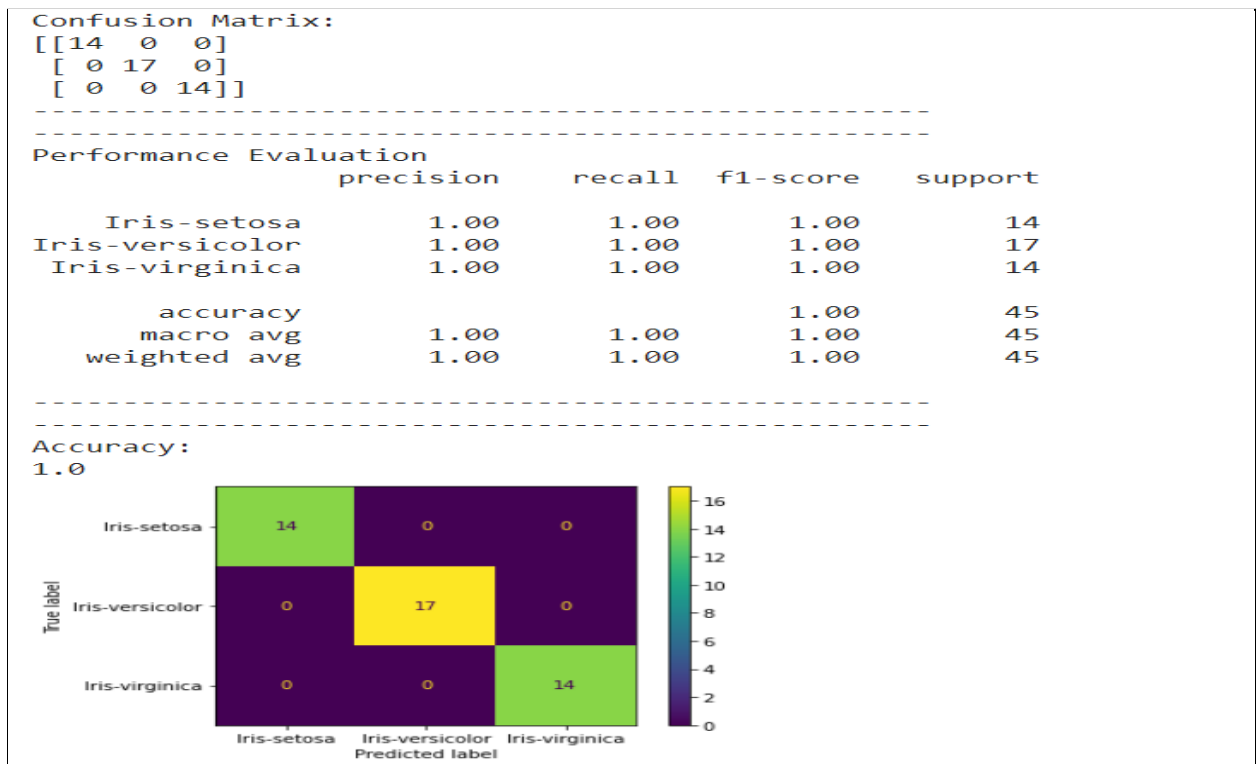 Confusion Matrix:
[[14  0  0]
 [ 0 17  0]
 [ 0  0 14]]
--------------------------------------------------
--------------------------------------------------
Performance Evaluation
                 precision    recall  f1-score   support

    Iris-setosa       1.00      1.00      1.00        14
Iris-versicolor       1.00      1.00      1.00        17
 Iris-virginica       1.00      1.00      1.00        14

       accuracy                           1.00        45
      macro avg       1.00      1.00      1.00        45
   weighted avg       1.00      1.00      1.00        45

--------------------------------------------------
--------------------------------------------------
Accuracy:
1.0
True label
Iris-setosa 14 0 0
Iris-versicolor 0 17 0
Iris-virginica 0 0 14
Iris-setosa Iris-versicolor Iris-virginica
Predicted label
16
14
12
10
8
6
4
2
0